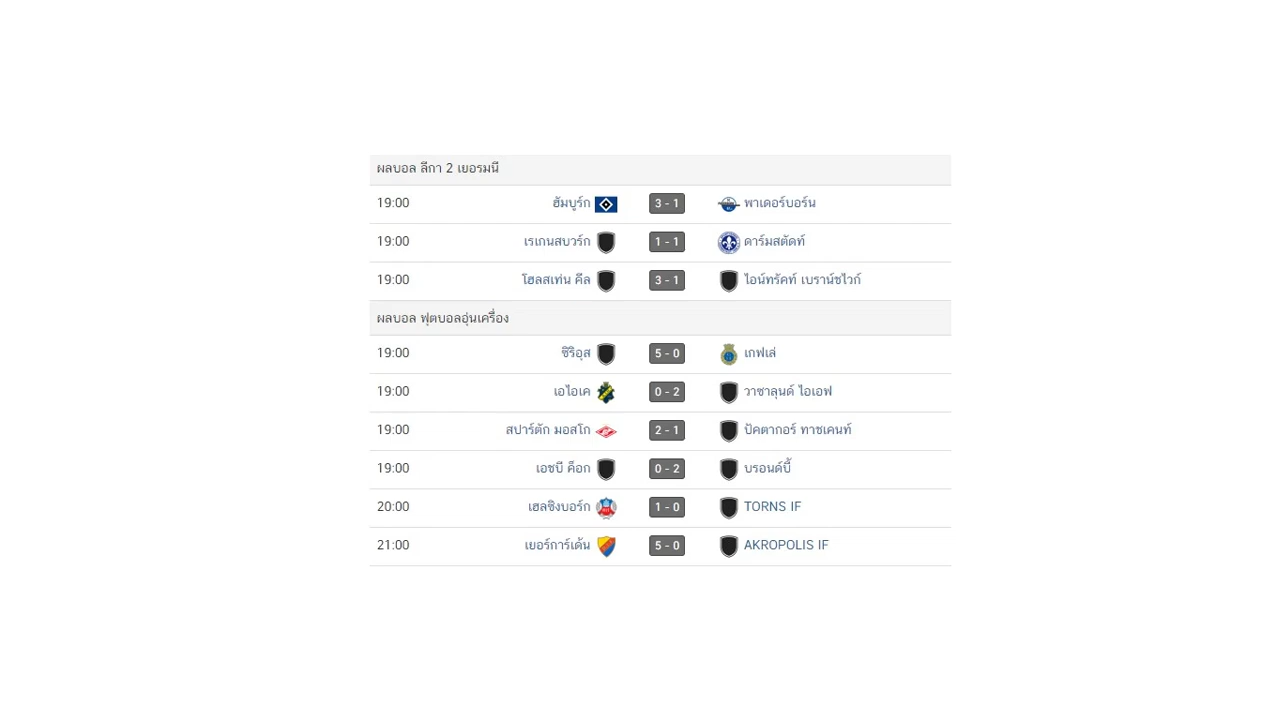 ผลบอล ลีกา 2 เยอรมนี
19:00 ฮัมบูร์ก 3 - 1 พาเดอร์บอร์น
19:00 เรเกนสบวร์ก 1 - 1 ดาร์มสตัดท์
19:00 โฮลสเท่น คีล 3 - 1 ไอน์ทรัคท์ เบราน์ชไวก์
ผลบอล ฟุตบอลอุ่นเครื่อง
19:00 ซิริอุส 5 - 0 เกฟเล่
19:00 เอไอเค 0 - 2 วาซาลุนด์ ไอเอฟ
19:00 สปาร์ตัก มอสโก 2 - 1 ปัคตากอร์ ทาชเคนท์
19:00 เอชบี ค็อก 0 - 2 บรอนด์บี้
20:00 เฮลซิงบอร์ก 1 - 0 TORNS IF
21:00 เยอร์การ์เด้น 5 - 0 AKROPOLIS IF